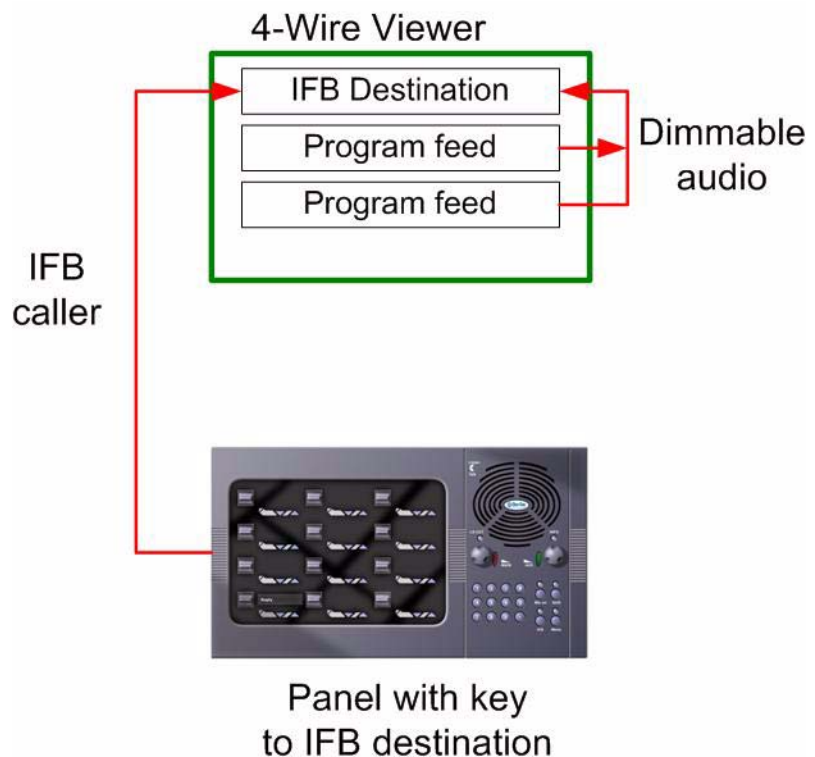 4-Wire Viewer
IFB Destination
Program feed
Program feed
Dimmable
audio
IFB
caller
Panel with key
to IFB destination